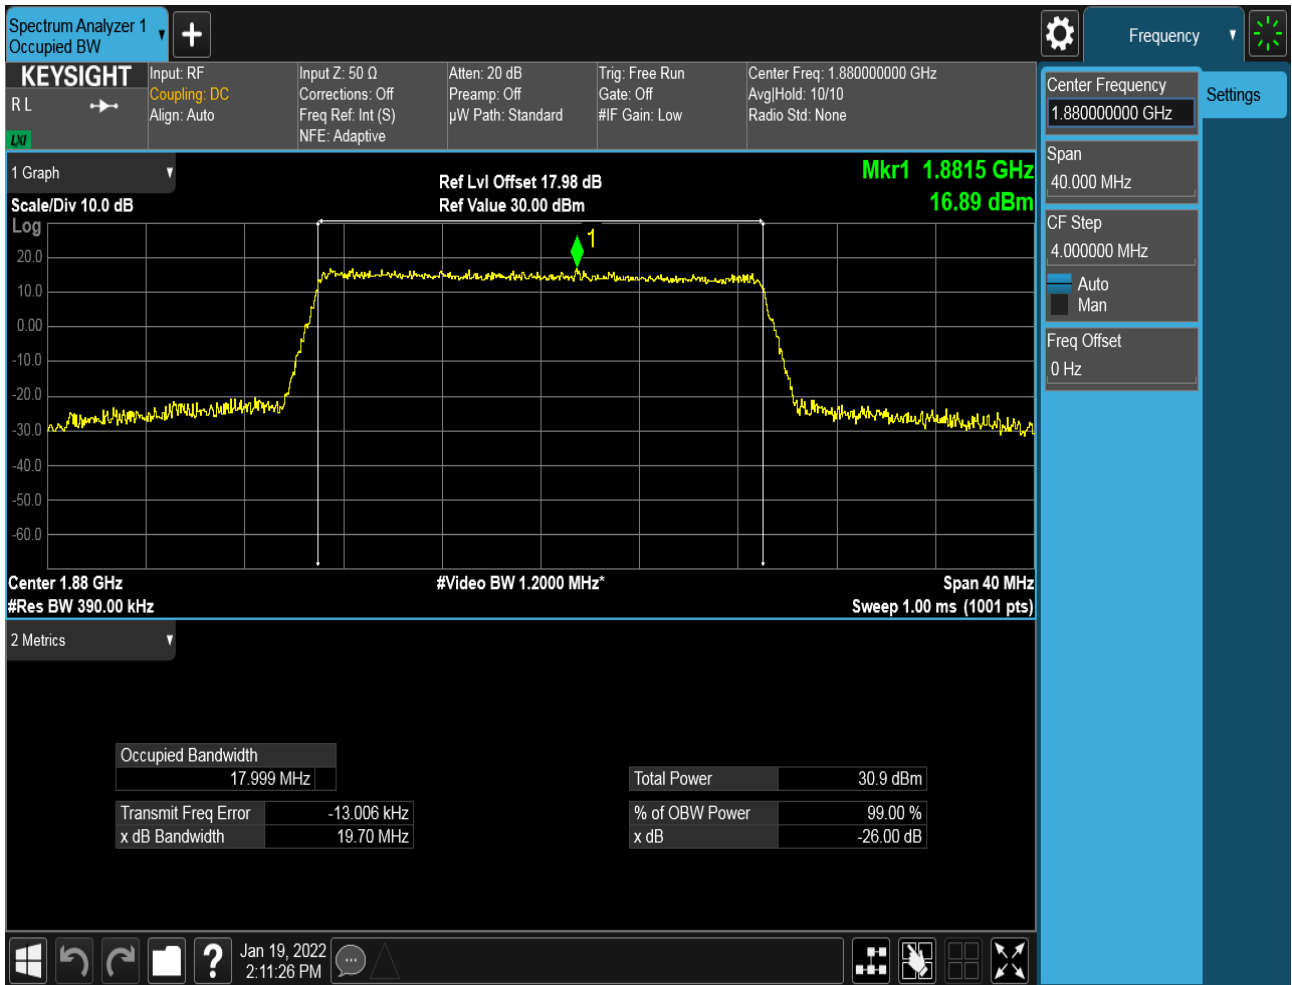 Spectrum Analyzer 1
Occupied BW
+
Frequency
KEYSIGHT
R L
LXI
Input: RF
Coupling: DC
Align: Auto
Input Z: 50 Ω
Corrections: Off
Freq Ref: Int (S)
NFE: Adaptive
Atten: 20 dB
Preamp: Off
µW Path: Standard
Trig: Free Run
Gate: Off
#IF Gain: Low
Center Freq: 1.880000000 GHz
Avg|Hold: 10/10
Radio Std: None
Center Frequency
1.880000000 GHz
Settings
Span
40.000 MHz
CF Step
4.000000 MHz
Auto
Man
Freq Offset
0 Hz
1 Graph
Scale/Div 10.0 dB
Ref Lvl Offset 17.98 dB
Ref Value 30.00 dBm
Mkr1 1.8815 GHz
16.89 dBm
Log
1
20.0
10.0
0.00
-10.0
-20.0
-30.0
-40.0
-50.0
-60.0
Center 1.88 GHz
#Res BW 390.00 kHz
#Video BW 1.2000 MHz*
Span 40 MHz
Sweep 1.00 ms (1001 pts)
2 Metrics
Occupied Bandwidth
17.999 MHz
Transmit Freq Error -13.006 kHz
x dB Bandwidth 19.70 MHz
Total Power 30.9 dBm
% of OBW Power 99.00 %
x dB -26.00 dB
?
Jan 19, 2022
2:11:26 PM